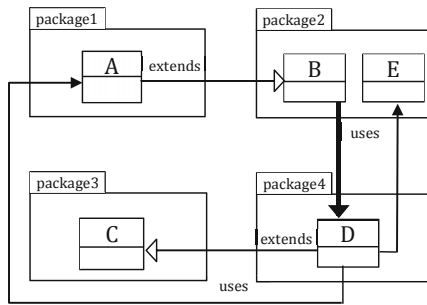 package1
package2
A
extends
B
E
uses
package3
package4
C
extends
D
uses